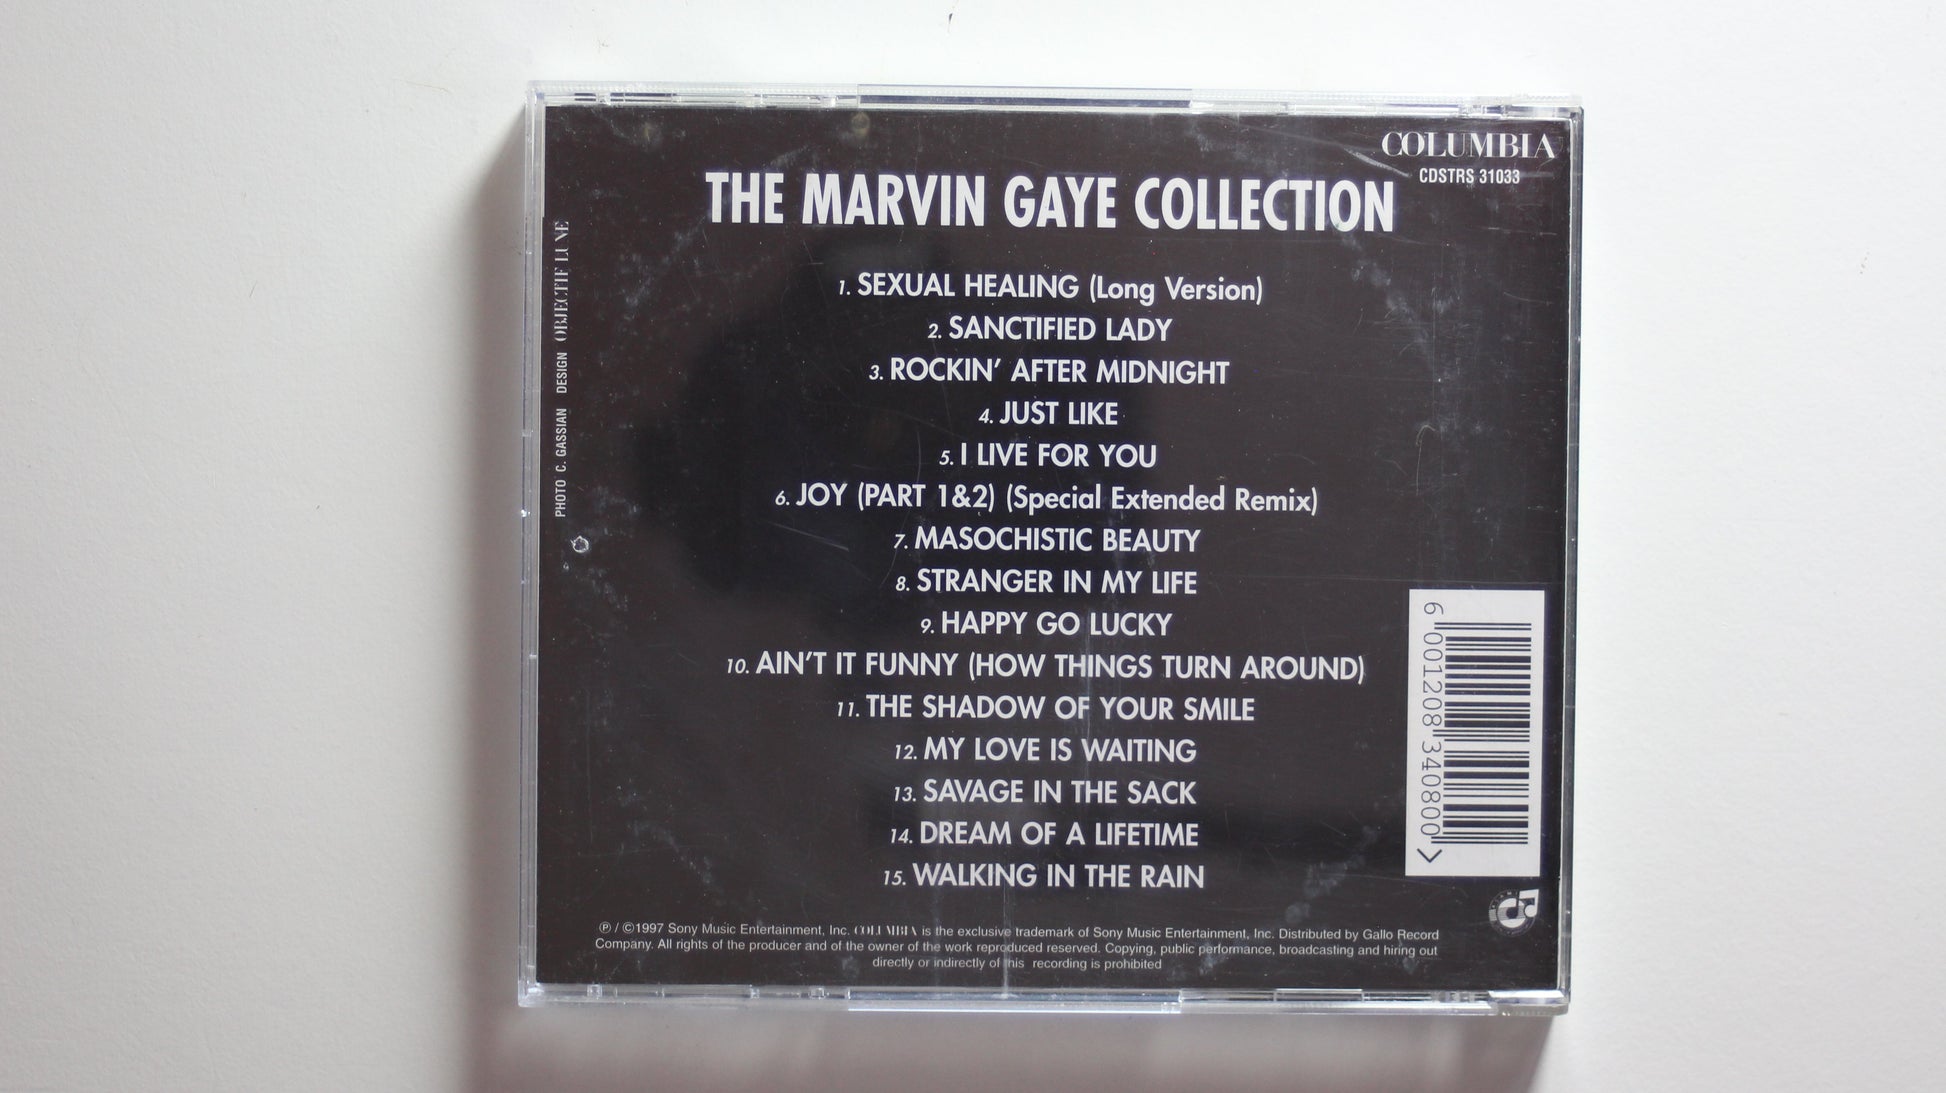 COLUMBIA
CDSTRS 31033
THE MARVIN GAYE COLLECTION
1. SEXUAL HEALING (Long Version)
2. SANCTIFIED LADY
3. ROCKIN' AFTER MIDNIGHT
4. JUST LIKE
5. I LIVE FOR YOU
6. JOY (PART 1&2) (Special Extended Remix)
7. MASOCHISTIC BEAUTY
8. STRANGER IN MY LIFE
9. HAPPY GO LUCKY
10. AIN'T IT FUNNY (HOW THINGS TURN AROUND)
11. THE SHADOW OF YOUR SMILE
12. MY LOVE IS WAITING
13. SAVAGE IN THE SACK
14. DREAM OF A LIFETIME
15. WALKING IN THE RAIN
PHOTO C. GASSIAN DESIGN OBJECTIF LUNE
6 001208 340800 >
℗ / ©1997 Sony Music Entertainment, Inc. COLUMBIA is the exclusive trademark of Sony Music Entertainment, Inc. Distributed by Gallo Record
Company. All rights of the producer and of the owner of the work reproduced reserved. Copying, public performance, broadcasting and hiring out
directly or indirectly of this recording is prohibited